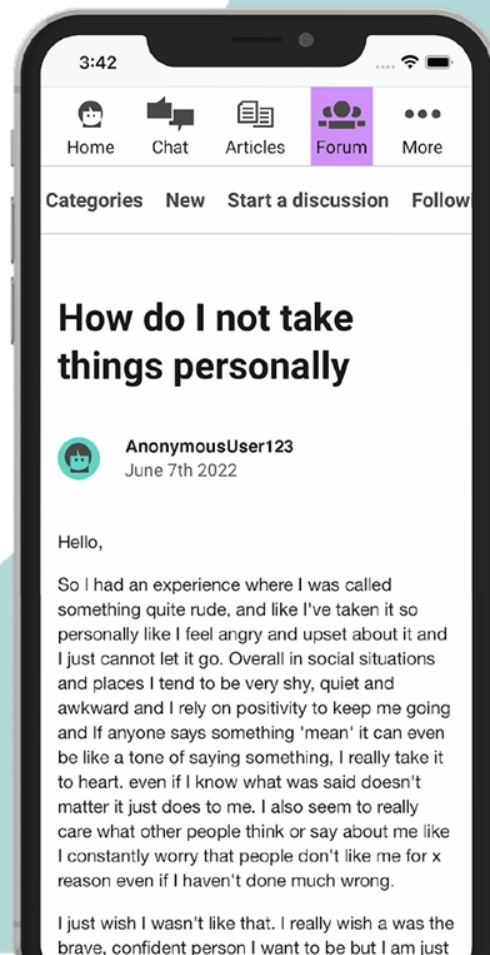 3:42
Home Chat Articles Forum More
Categories New Start a discussion Follow
How do I not take
things personally
AnonymousUser123
June 7th 2022
Hello,
So I had an experience where I was called
something quite rude, and like I've taken it so
personally like I feel angry and upset about it and
I just cannot let it go. Overall in social situations
and places I tend to be very shy, quiet and
awkward and I rely on positivity to keep me going
and If anyone says something 'mean' it can even
be like a tone of saying something, I really take it
to heart. even if I know what was said doesn't
matter it just does to me. I also seem to really
care what other people think or say about me like
I constantly worry that people don't like me for x
reason even if I haven't done much wrong.
I just wish I wasn't like that. I really wish a was the
brave, confident person I want to be but I am just